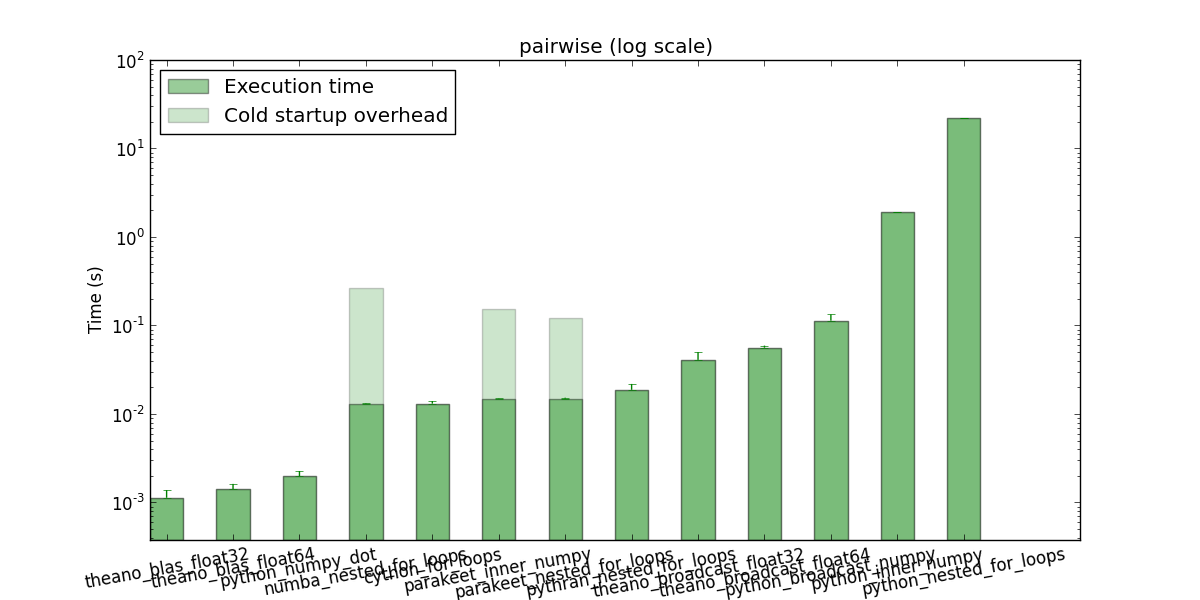 pairwise (log scale)
Execution time
Cold startup overhead
Time (s)
10^2
10^1
10^0
10^-1
10^-2
10^-3
theano_blas_float32
theano_blas_float64
python_numpy_dot
numba_nested_for_loops
cython_for_loops
parakeet_inner_numpy
parakeet_nested_for_loops
pythran_nested_for_loops
theano_broadcast_float32
theano_broadcast_float64
python_broadcast_numpy
python_inner_numpy
python_nested_for_loops